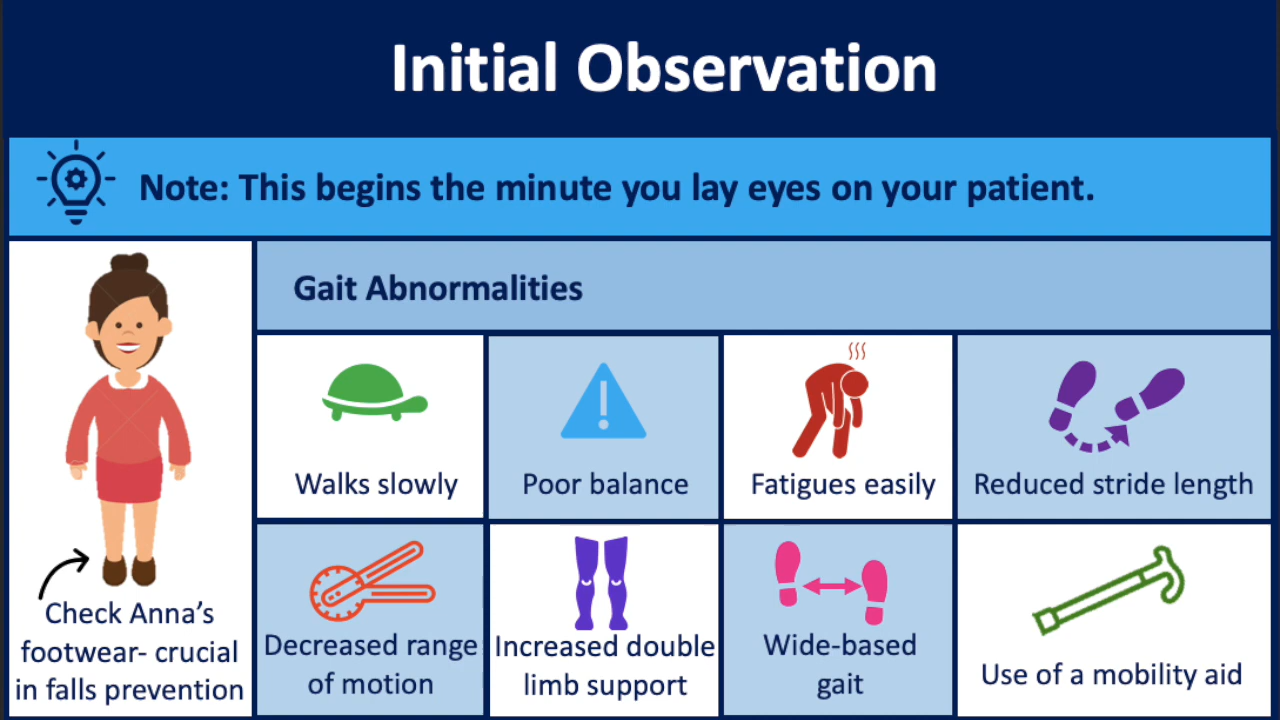 Initial Observation
Note: This begins the minute you lay eyes on your patient.
Gait Abnormalities
Walks slowly
Poor balance
Fatigues easily
Reduced stride length
Check Anna's
footwear- crucial
in falls prevention
Decreased range
of motion
Increased double
limb support
Wide-based
gait
Use of a mobility aid